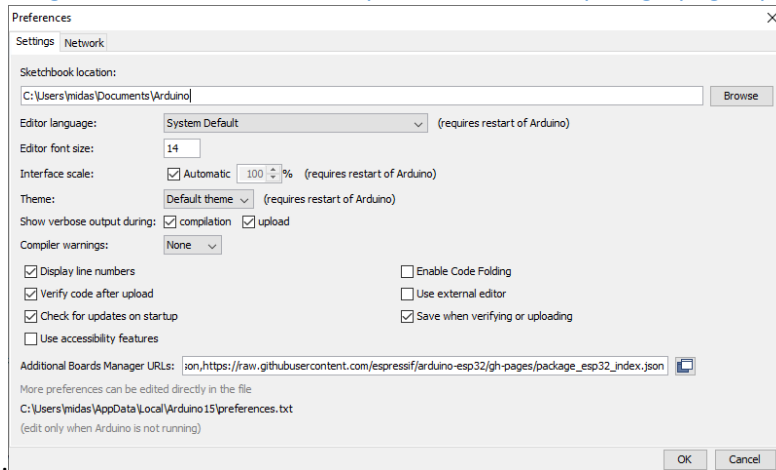 Preferences
Settings Network
Sketchbook location:
C:\Users\midas\Documents\Arduino Browse
Editor language: System Default (requires restart of Arduino)
Editor font size: 14
Interface scale: Automatic 100 % (requires restart of Arduino)
Theme: Default theme (requires restart of Arduino)
Show verbose output during: compilation upload
Compiler warnings: None
Display line numbers Enable Code Folding
Verify code after upload Use external editor
Check for updates on startup Save when verifying or uploading
Use accessibility features
Additional Boards Manager URLs: son,https://raw.githubusercontent.com/espressif/arduino-esp32/gh-pages/package_esp32_index.json
More preferences can be edited directly in the file
C:\Users\midas\AppData\Local\Arduino15\preferences.txt
(edit only when Arduino is not running)
OK Cancel
.